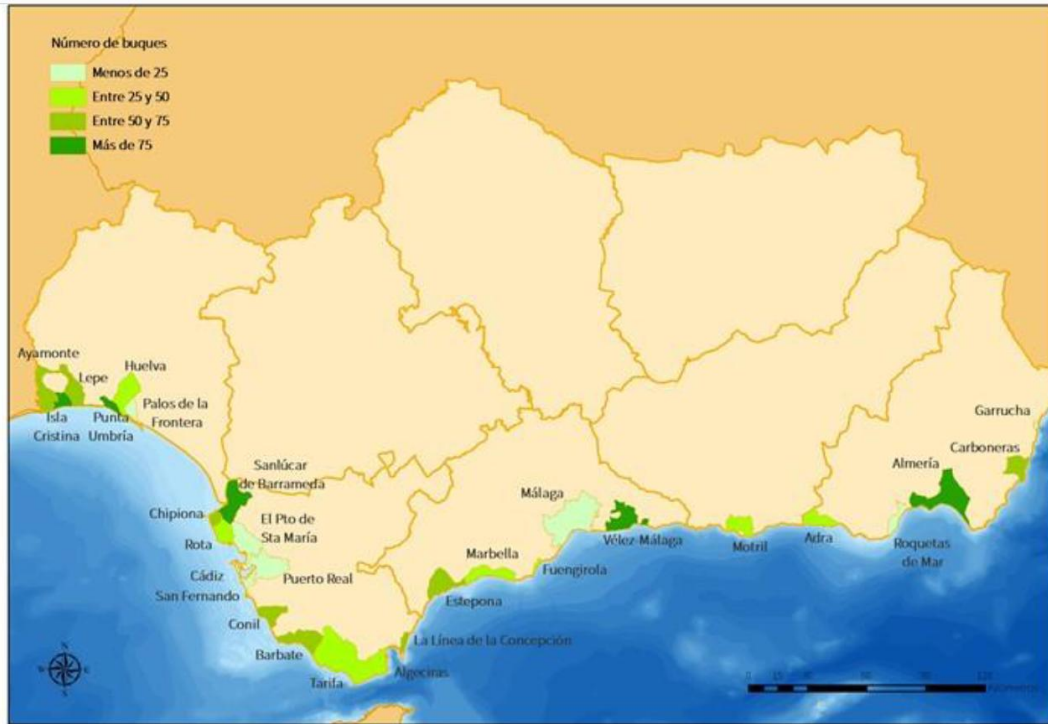 Número de buques
Menos de 25
Entre 25 y 50
Entre 50 y 75
Más de 75
Ayamonte
Lepe
Huelva
Isla
Cristina
Punta
Umbría
Palos de la
Frontera
Sanlúcar
de Barrameda
Chipiona
El Pto de
Sta María
Rota
Cádiz
Puerto Real
San Fernando
Conil
Barbate
Tarifa
Algeciras
La Línea de la Concepción
Estepona
Marbella
Fuengirola
Málaga
Vélez-Málaga
Motril
Adra
Almería
Roquetas
de Mar
Carboneras
Garrucha
N
S
0